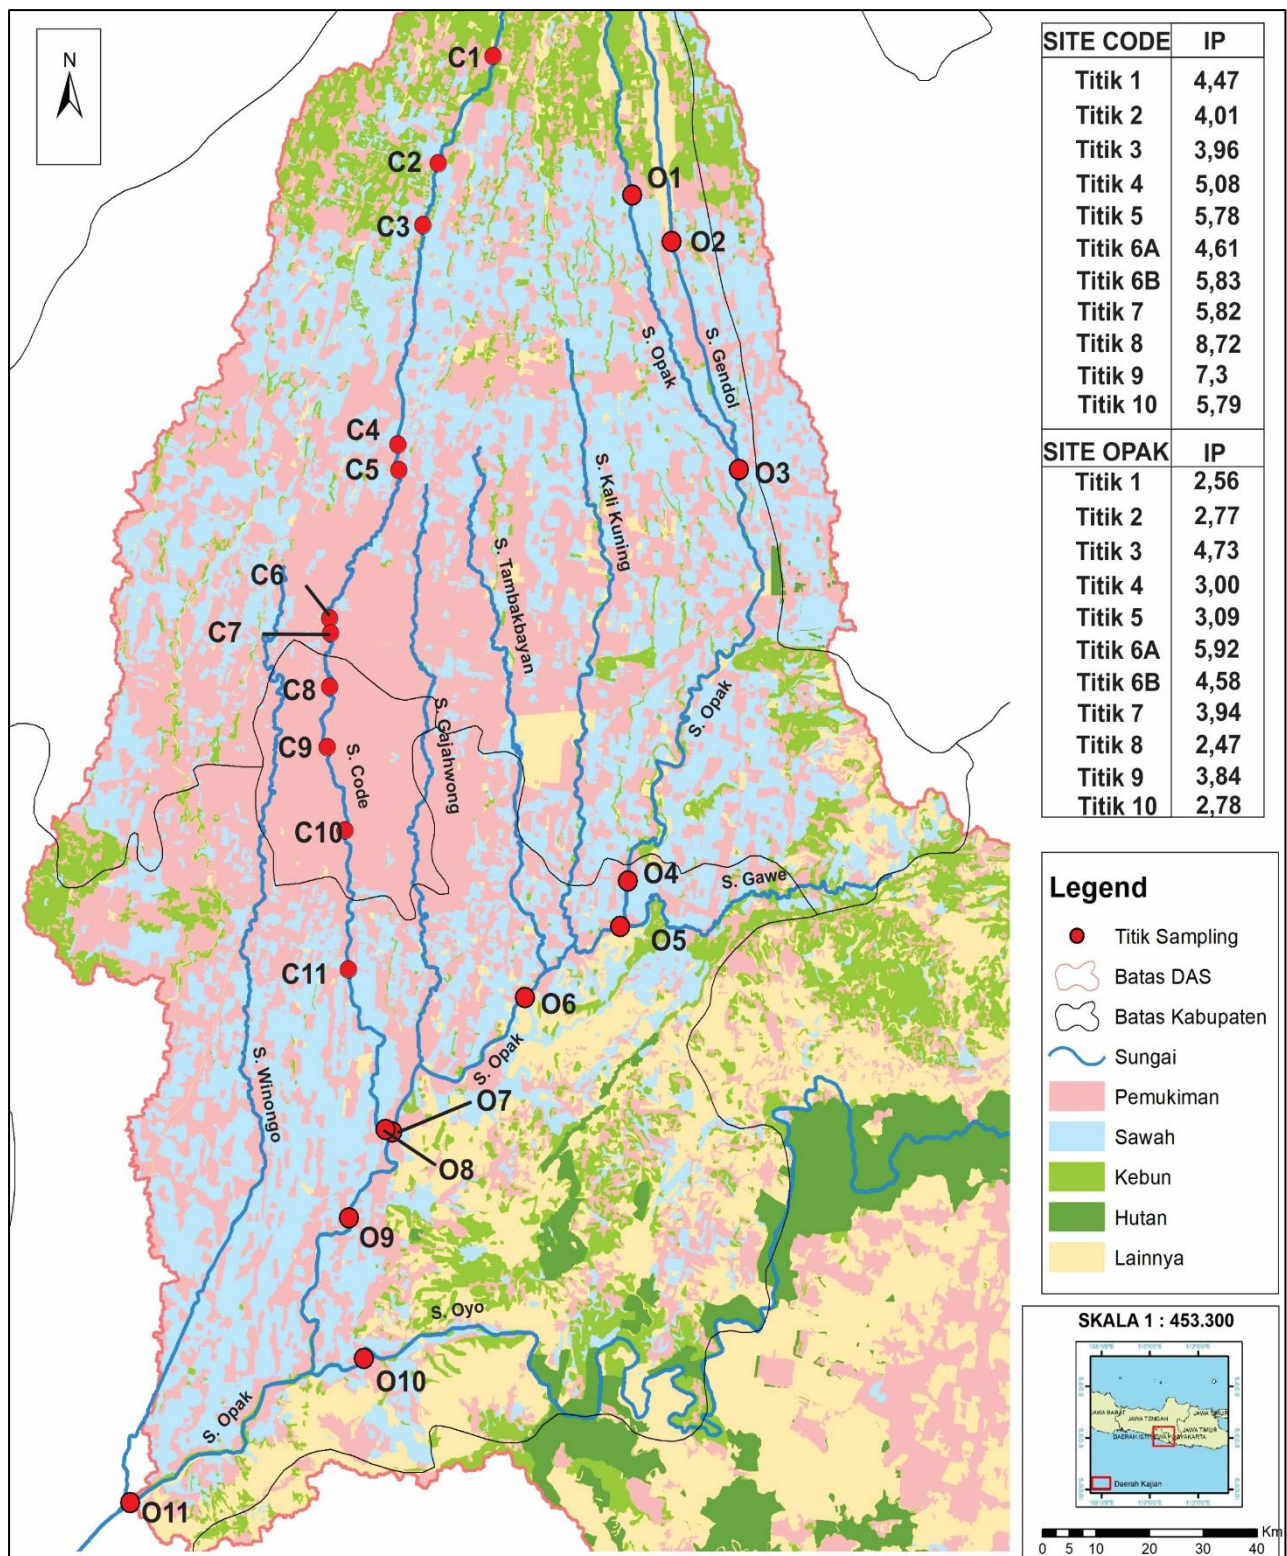 N
C1
C2
C3
C4
C5
C6
C7
C8
C9
C10
C11
O1
O2
O3
O4
O5
O6
O7
O8
O9
O10
O11
S. Opak
S. Gendol
S. Kali Kuning
S. Tambakbayan
S. Opak
S. Gajahwong
S. Code
S. Gawe
S. Winongo
S. Opak
S. Oyo
S. Opak
SITE CODE IP
Titik 1 4,47
Titik 2 4,01
Titik 3 3,96
Titik 4 5,08
Titik 5 5,78
Titik 6A 4,61
Titik 6B 5,83
Titik 7 5,82
Titik 8 8,72
Titik 9 7,3
Titik 10 5,79
SITE OPAK IP
Titik 1 2,56
Titik 2 2,77
Titik 3 4,73
Titik 4 3,00
Titik 5 3,09
Titik 6A 5,92
Titik 6B 4,58
Titik 7 3,94
Titik 8 2,47
Titik 9 3,84
Titik 10 2,78
Legend
Titik Sampling
Batas DAS
Batas Kabupaten
Sungai
Pemukiman
Sawah
Kebun
Hutan
Lainnya
SKALA 1 : 453.300
JAWA BARAT
JAWA TENGAH
JAWA TIMUR
JAWA TIMUR
Daerah Kajian
0 5 10 20 30 40 Km